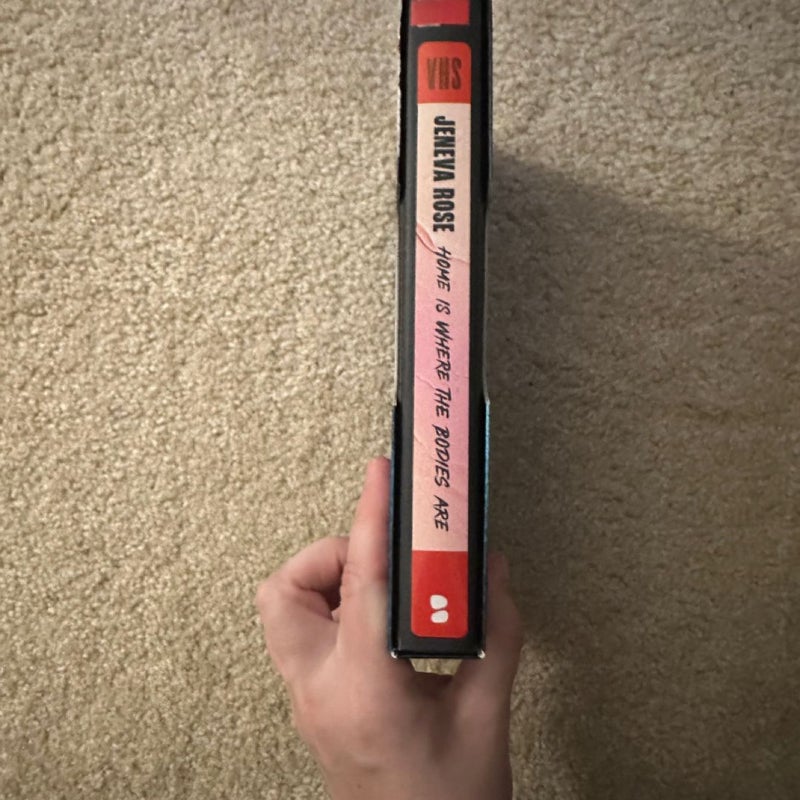 VHS
JENEVA ROSE
HOME IS WHERE THE BODIES ARE